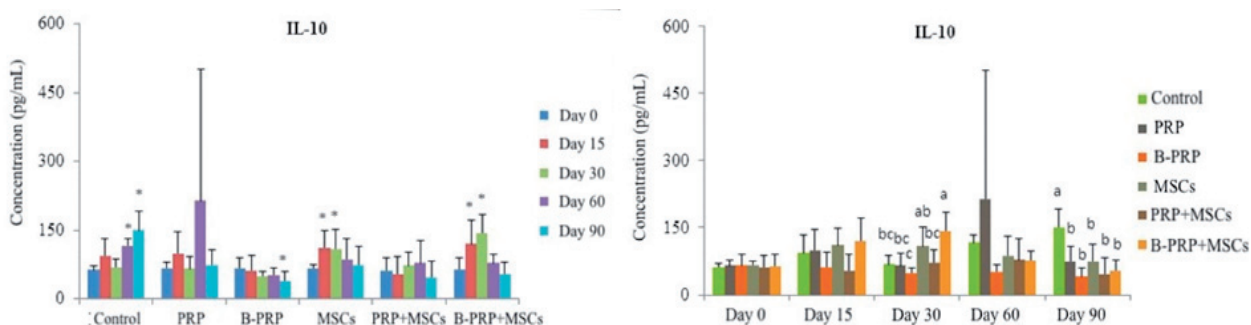 IL-10
Concentration (pg/mL)
600
450
300
150
0
* * * * * * *
Control PRP B-PRP MSCs PRP+MSCs B-PRP+MSCs
Day 0
Day 15
Day 30
Day 60
Day 90
IL-10
Concentration (pg/mL)
600
450
300
150
0
bc bc c ab bc a
a b b b b b
Day 0 Day 15 Day 30 Day 60 Day 90
Control
PRP
B-PRP
MSCs
PRP+MSCs
B-PRP+MSCs